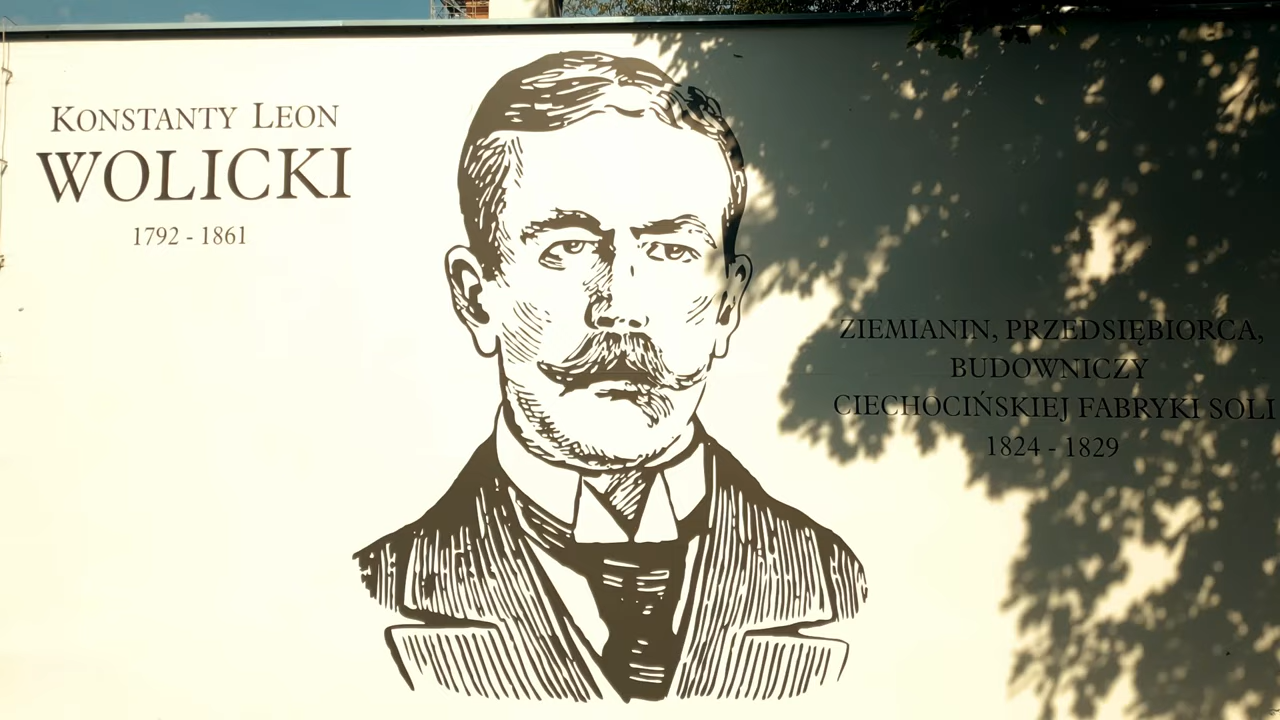 KONSTANTY LEON
WOLICKI
1792 - 1861
ZIEMIANIN, PRZEDSIĘBIORCA,
BUDOWNICZY
CIECHOCIŃSKIEJ FABRYKI SOLI
1824 - 1829